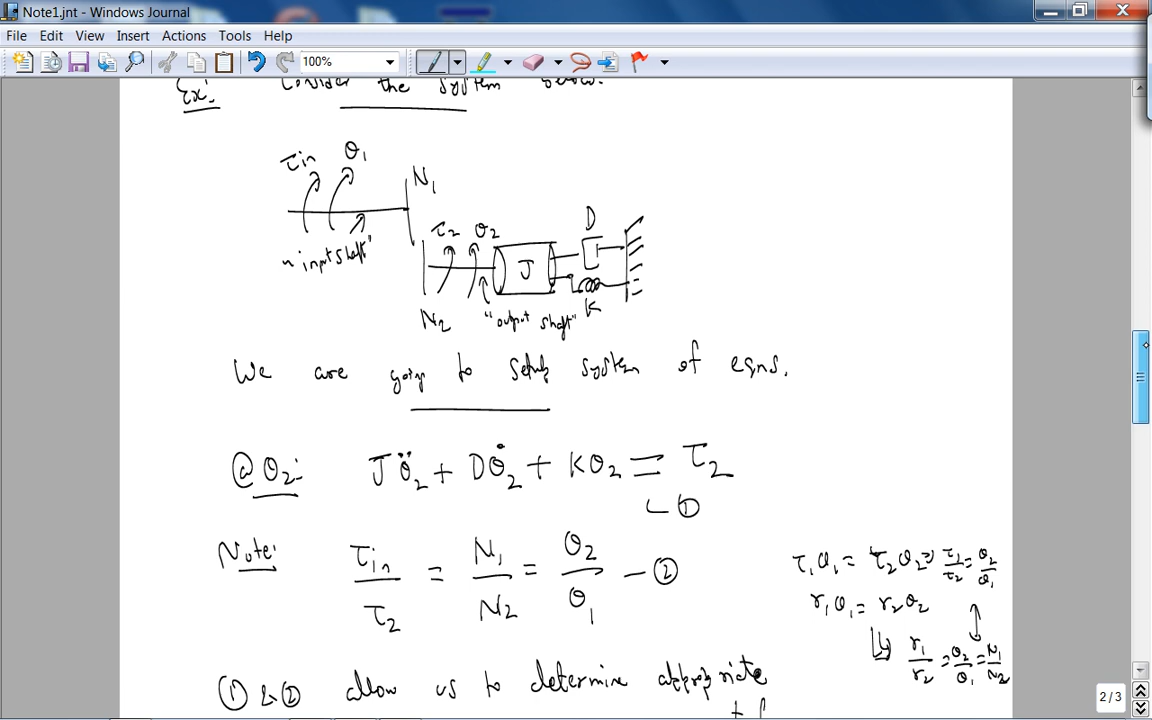 Note1.jnt - Windows Journal
File Edit View Insert Actions Tools Help
100%
Ex: Consider the system below.
τin θ1
N1
"input shaft"
τ2 θ2 J D
K
N2 "output shaft"
We are going to setup system of eqns.
@θ2: Jθ̈2 + Dθ̇2 + Kθ2 = τ2
①
Note: τin/τ2 = N1/N2 = θ2/θ1 – ②
τ1θ1 = τ2θ2 ⇒ τ1/τ2 = θ2/θ1
r1θ1 = r2θ2
↳ r1/r2 = θ2/θ1 = N1/N2
① & ② allow us to determine appropriate
2/3